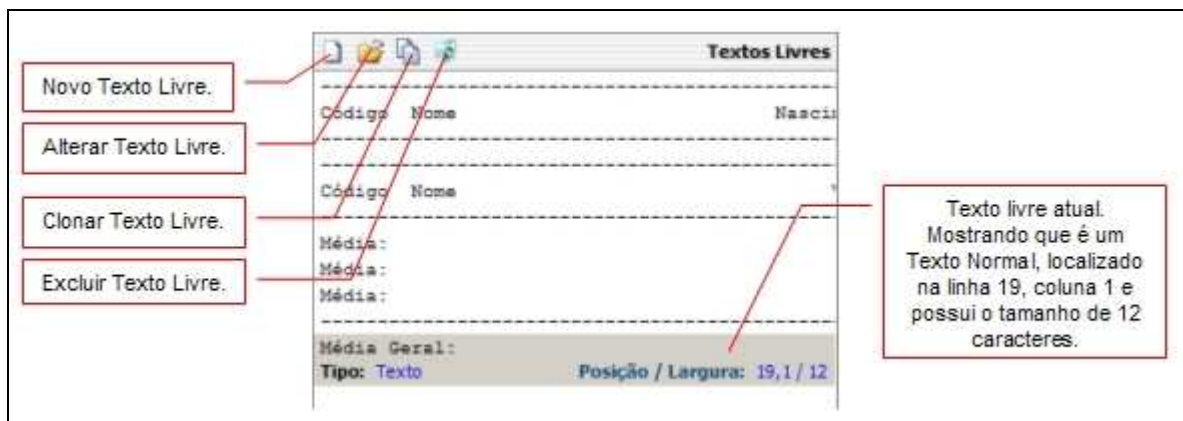 Textos Livres
Novo Texto Livre.
Código Nome
Alterar Texto Livre.
Código Nome
Clonar Texto Livre.
Média:
Média:
Excluir Texto Livre.
Média:
Média Geral:
Tipo: Texto Posição / Largura: 19,1 / 12
Texto livre atual.
Mostrando que é um
Texto Normal, localizado
na linha 19, coluna 1 e
possui o tamanho de 12
caracteres.